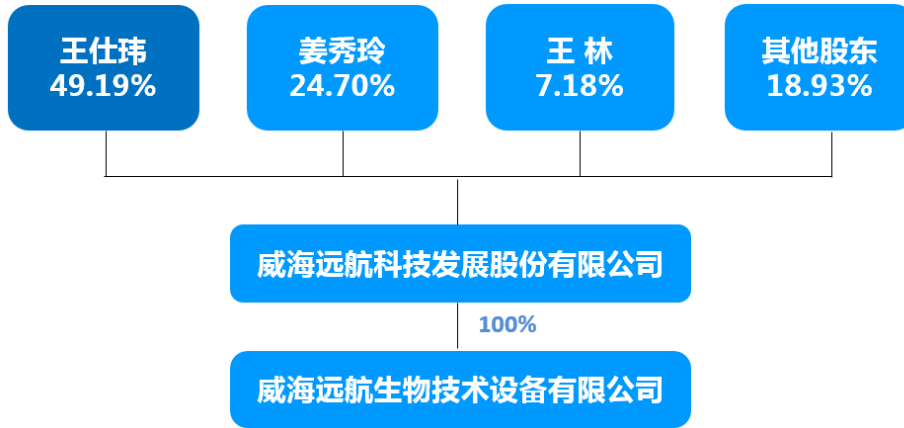 王仕玮
49.19%
姜秀玲
24.70%
王 林
7.18%
其他股东
18.93%
威海远航科技发展股份有限公司
100%
威海远航生物技术设备有限公司